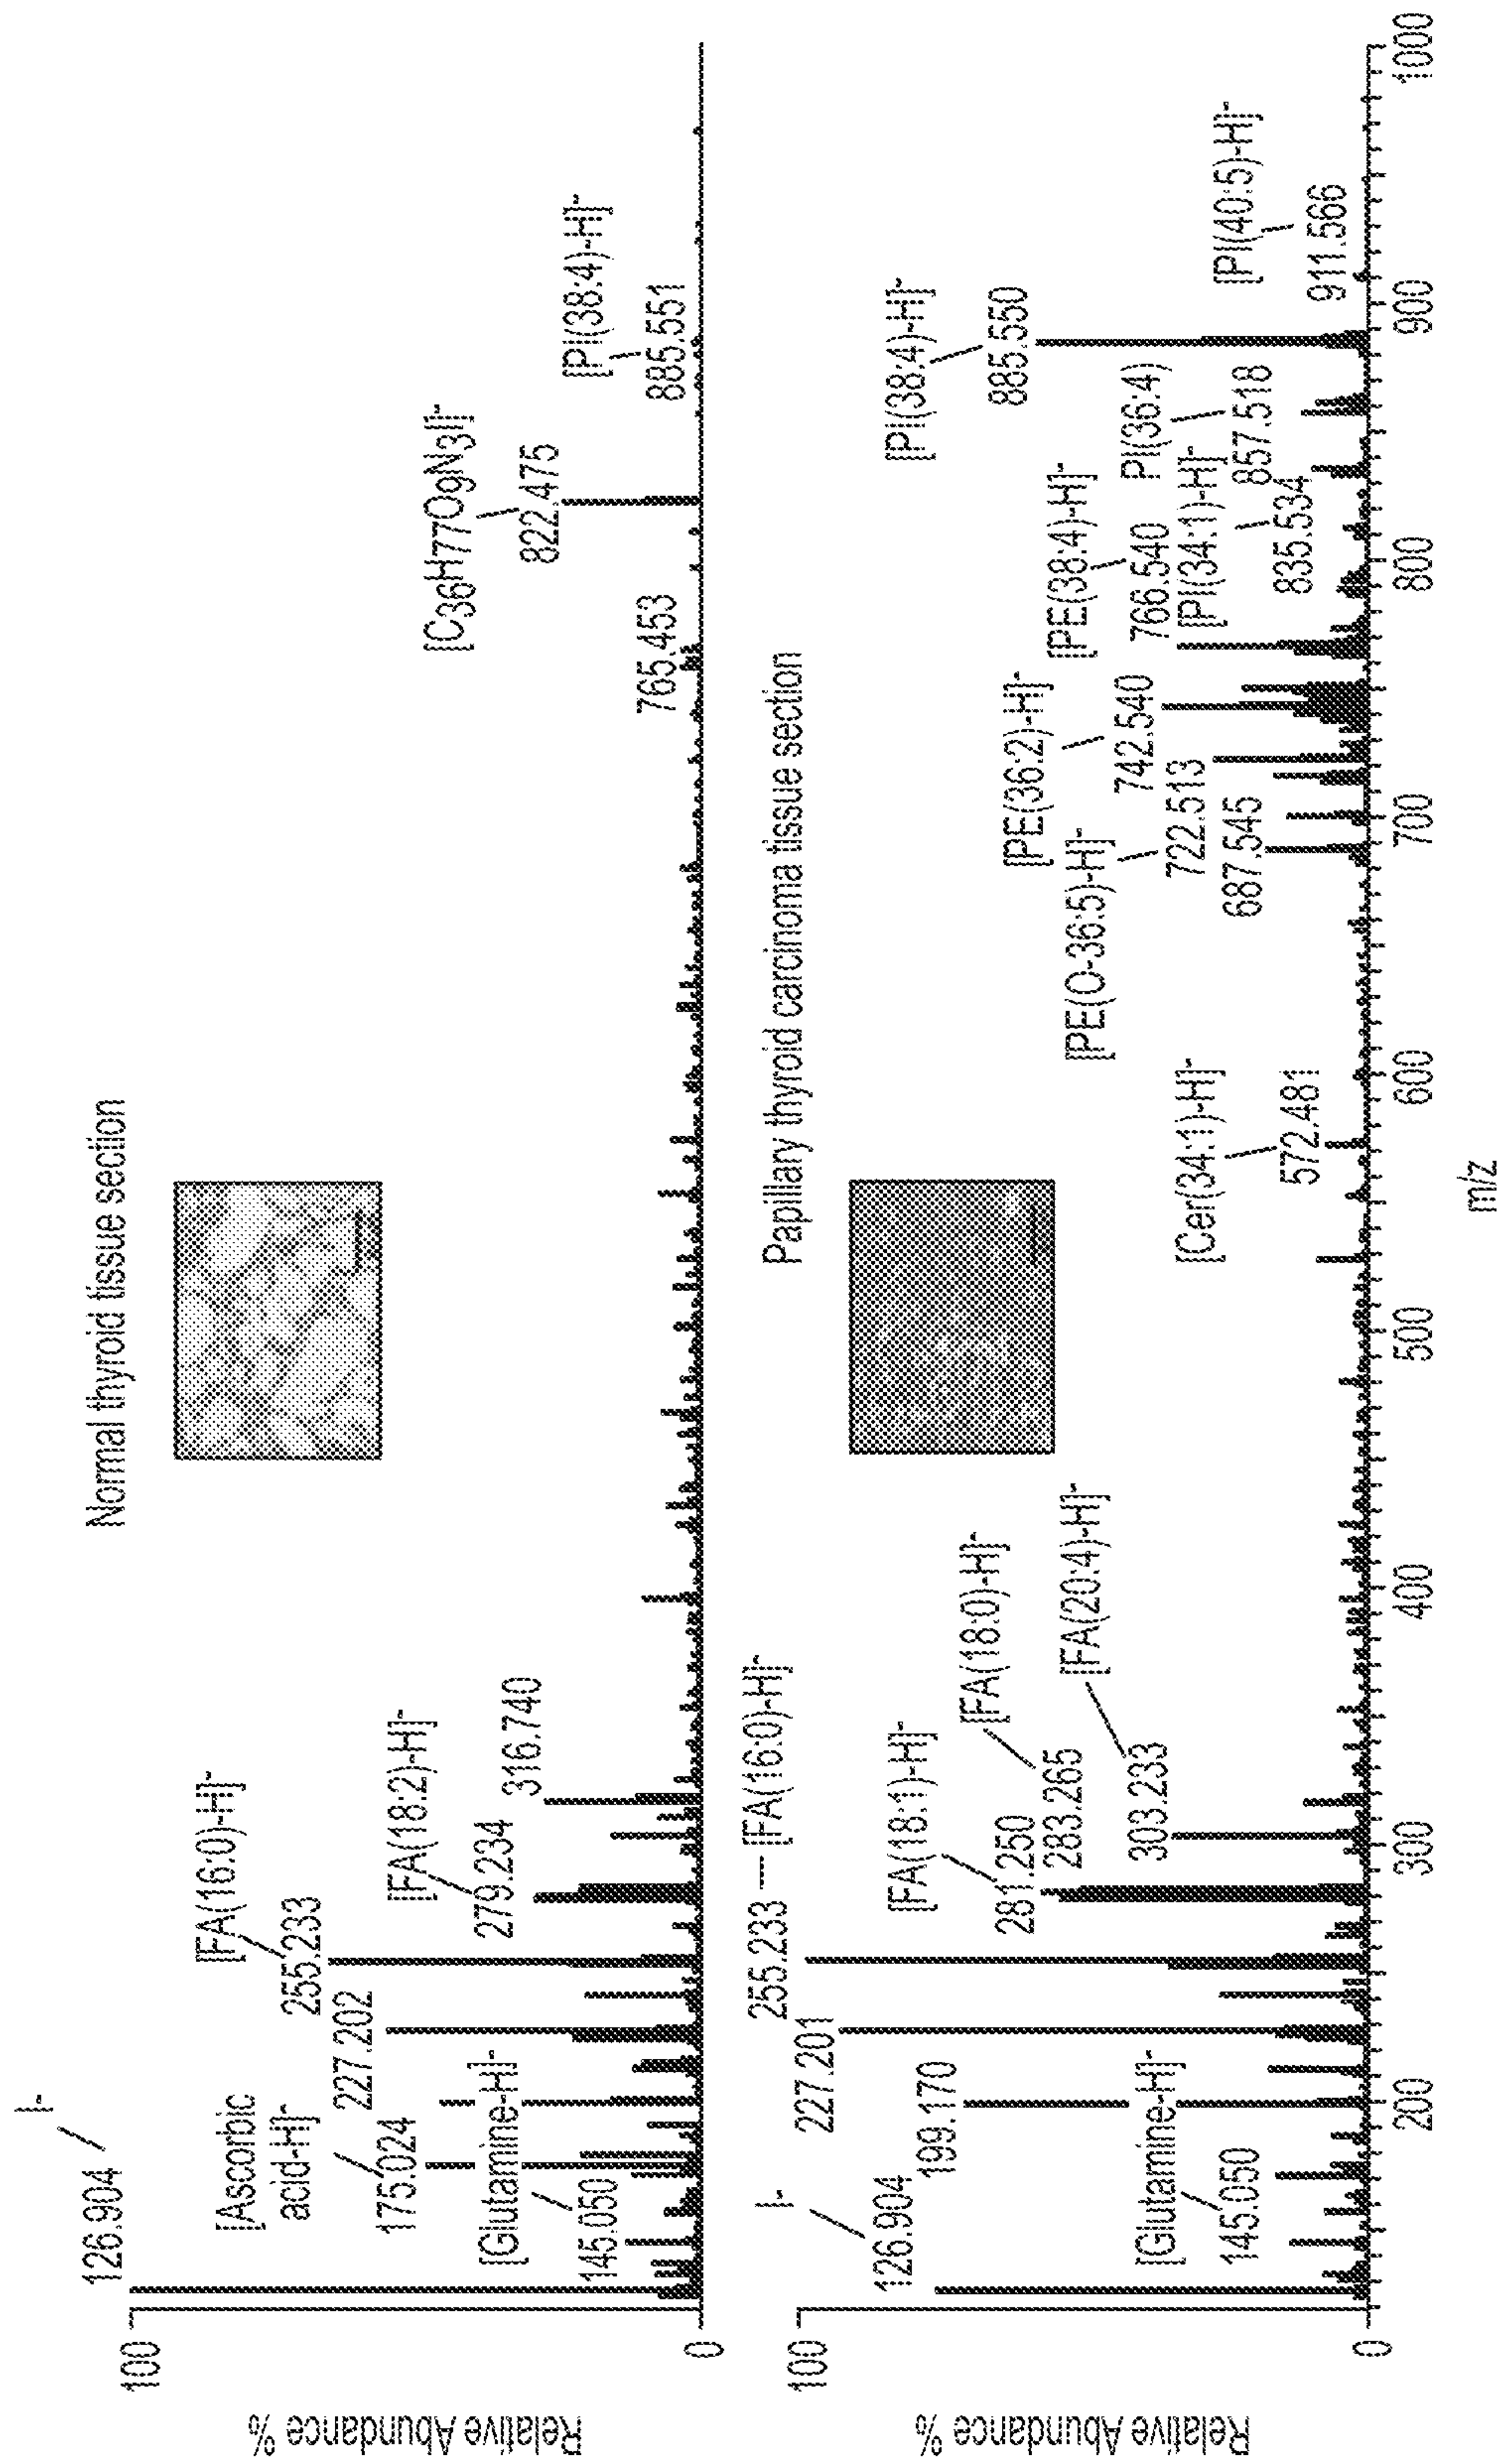 Normal thyroid tissue section
Relative Abundance %
100
0
126.904
I-
[Ascorbic
acid-H]-
175.024
[Glutamine-H]-
145.050
227.202
[FA(16:0)-H]-
255.233
[FA(18:2)-H]-
279.234
316.740
765.453
[C36H77O9N3I]-
822.475
[PI(38:4)-H]-
885.551
Papillary thyroid carcinoma tissue section
Relative Abundance %
100
0
I-
126.904
199.170
[Glutamine-H]-
145.050
227.201
255.233
[FA(16:0)-H]-
[FA(18:1)-H]-
281.250
[FA(18:0)-H]-
283.265
[FA(20:4)-H]-
303.233
[Cer(34:1)-H]-
572.481
687.545
[PE(O-36:5)-H]-
722.513
[PE(36:2)-H]-
742.540
[PE(38:4)-H]-
766.540
[PI(34:1)-H]-
835.534
PI(36:4)
857.518
[PI(38:4)-H]-
885.550
[PI(40:5)-H]-
911.566
200 300 400 500 600 700 800 900 1000
m/z